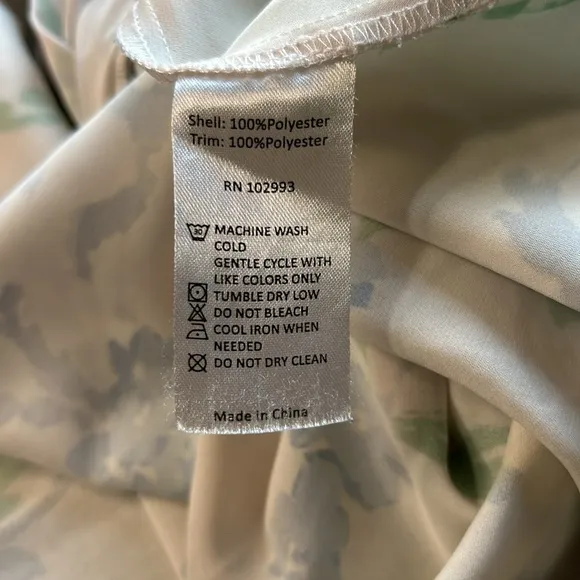 Shell: 100%Polyester
Trim: 100%Polyester
RN 102993
30 MACHINE WASH
COLD
GENTLE CYCLE WITH
LIKE COLORS ONLY
TUMBLE DRY LOW
DO NOT BLEACH
COOL IRON WHEN
NEEDED
DO NOT DRY CLEAN
Made in China